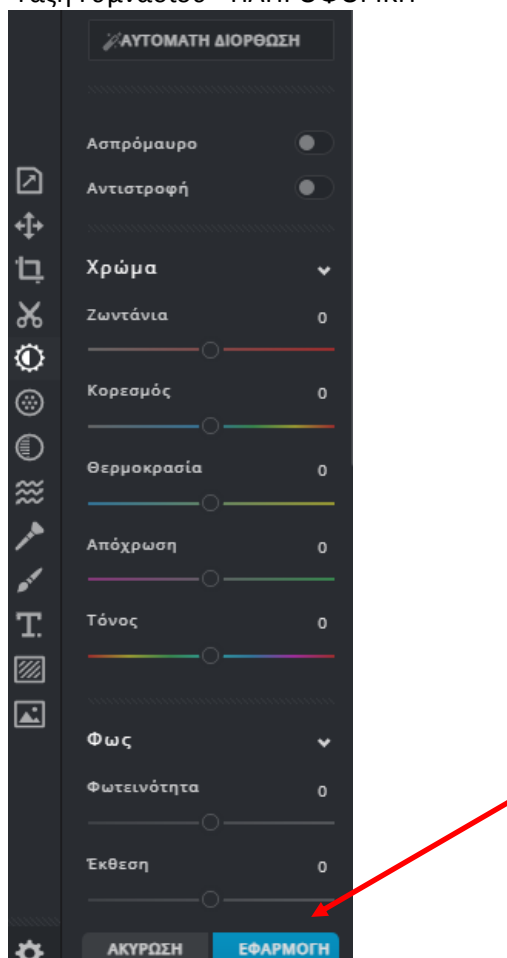 ΑΥΤΟΜΑΤΗ ΔΙΟΡΘΩΣΗ
Ασπρόμαυρο
Αντιστροφή
Χρώμα
Ζωντάνια 0
Κορεσμός 0
Θερμοκρασία 0
Απόχρωση 0
Τόνος 0
T.
Φως
Φωτεινότητα 0
Έκθεση 0
ΑΚΥΡΩΣΗ ΕΦΑΡΜΟΓΗ